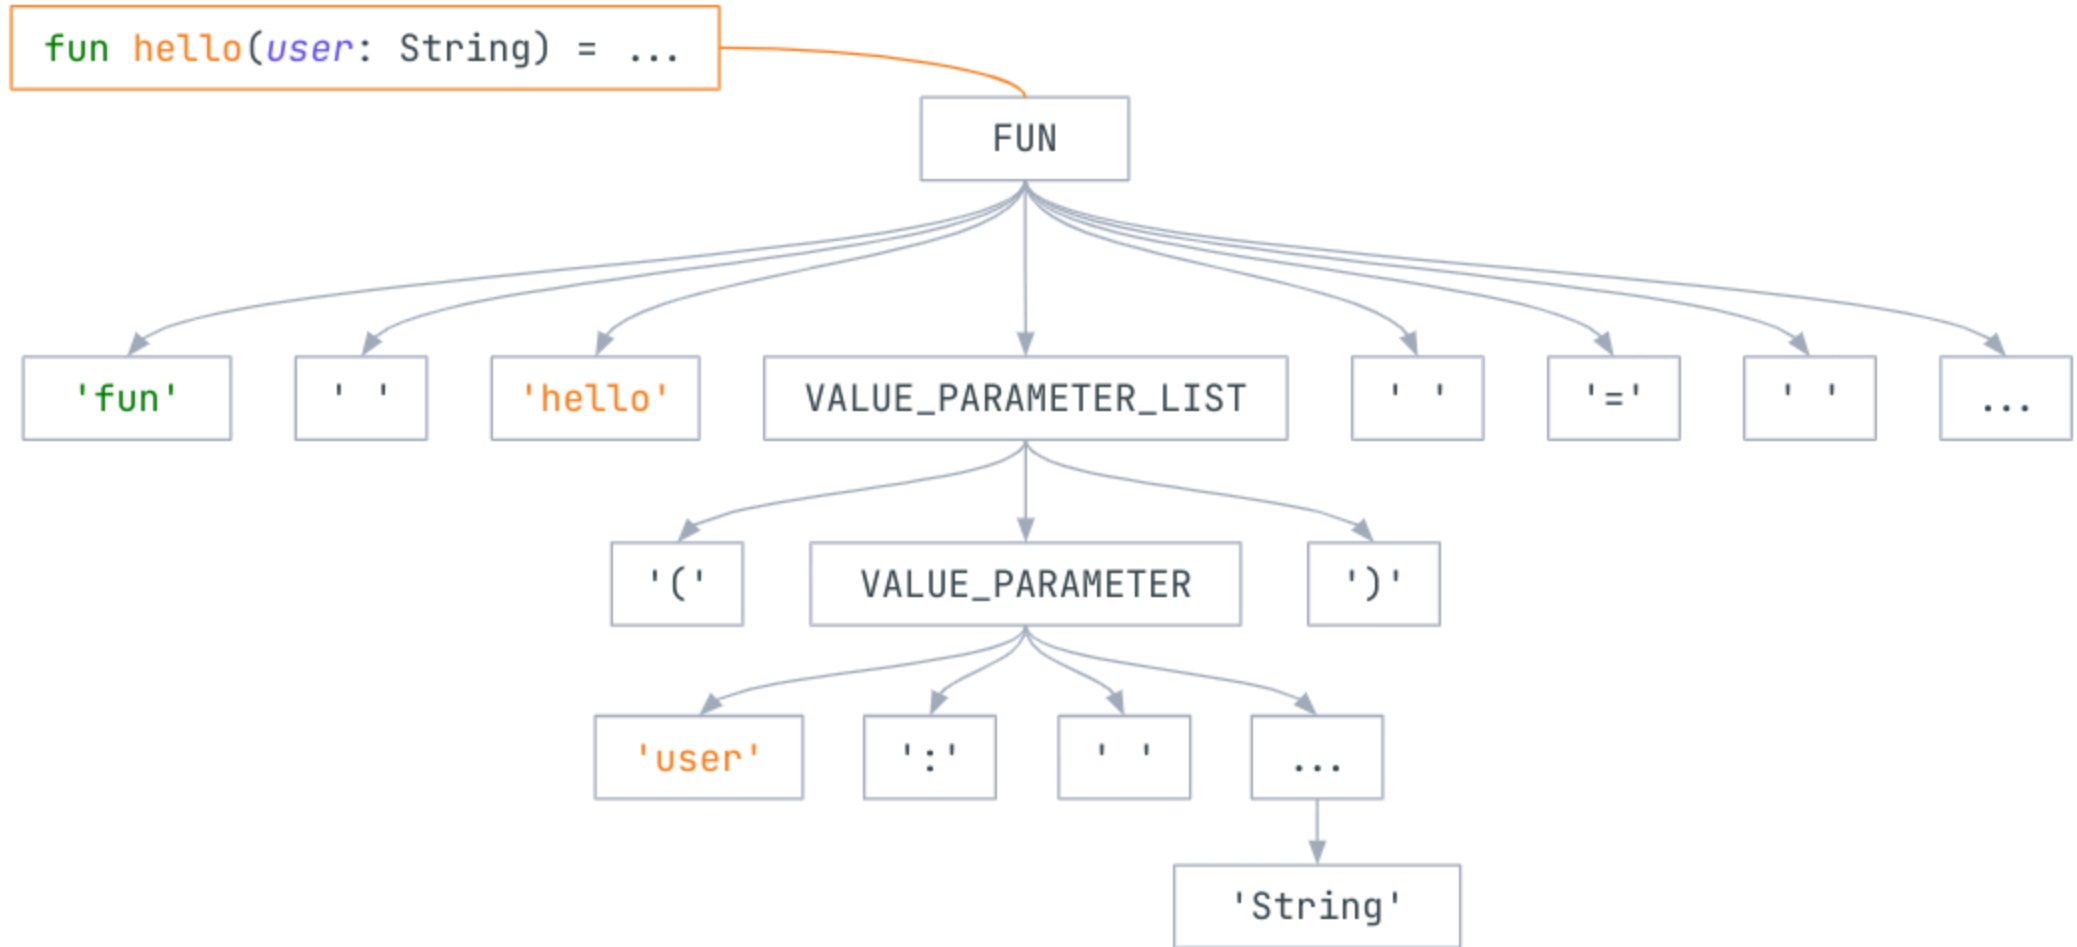 fun hello(user: String) = ...
FUN
'fun' ' ' 'hello' VALUE_PARAMETER_LIST ' ' '=' ' ' ...
'(' VALUE_PARAMETER ')'
'user' ':' ' ' ...
'String'